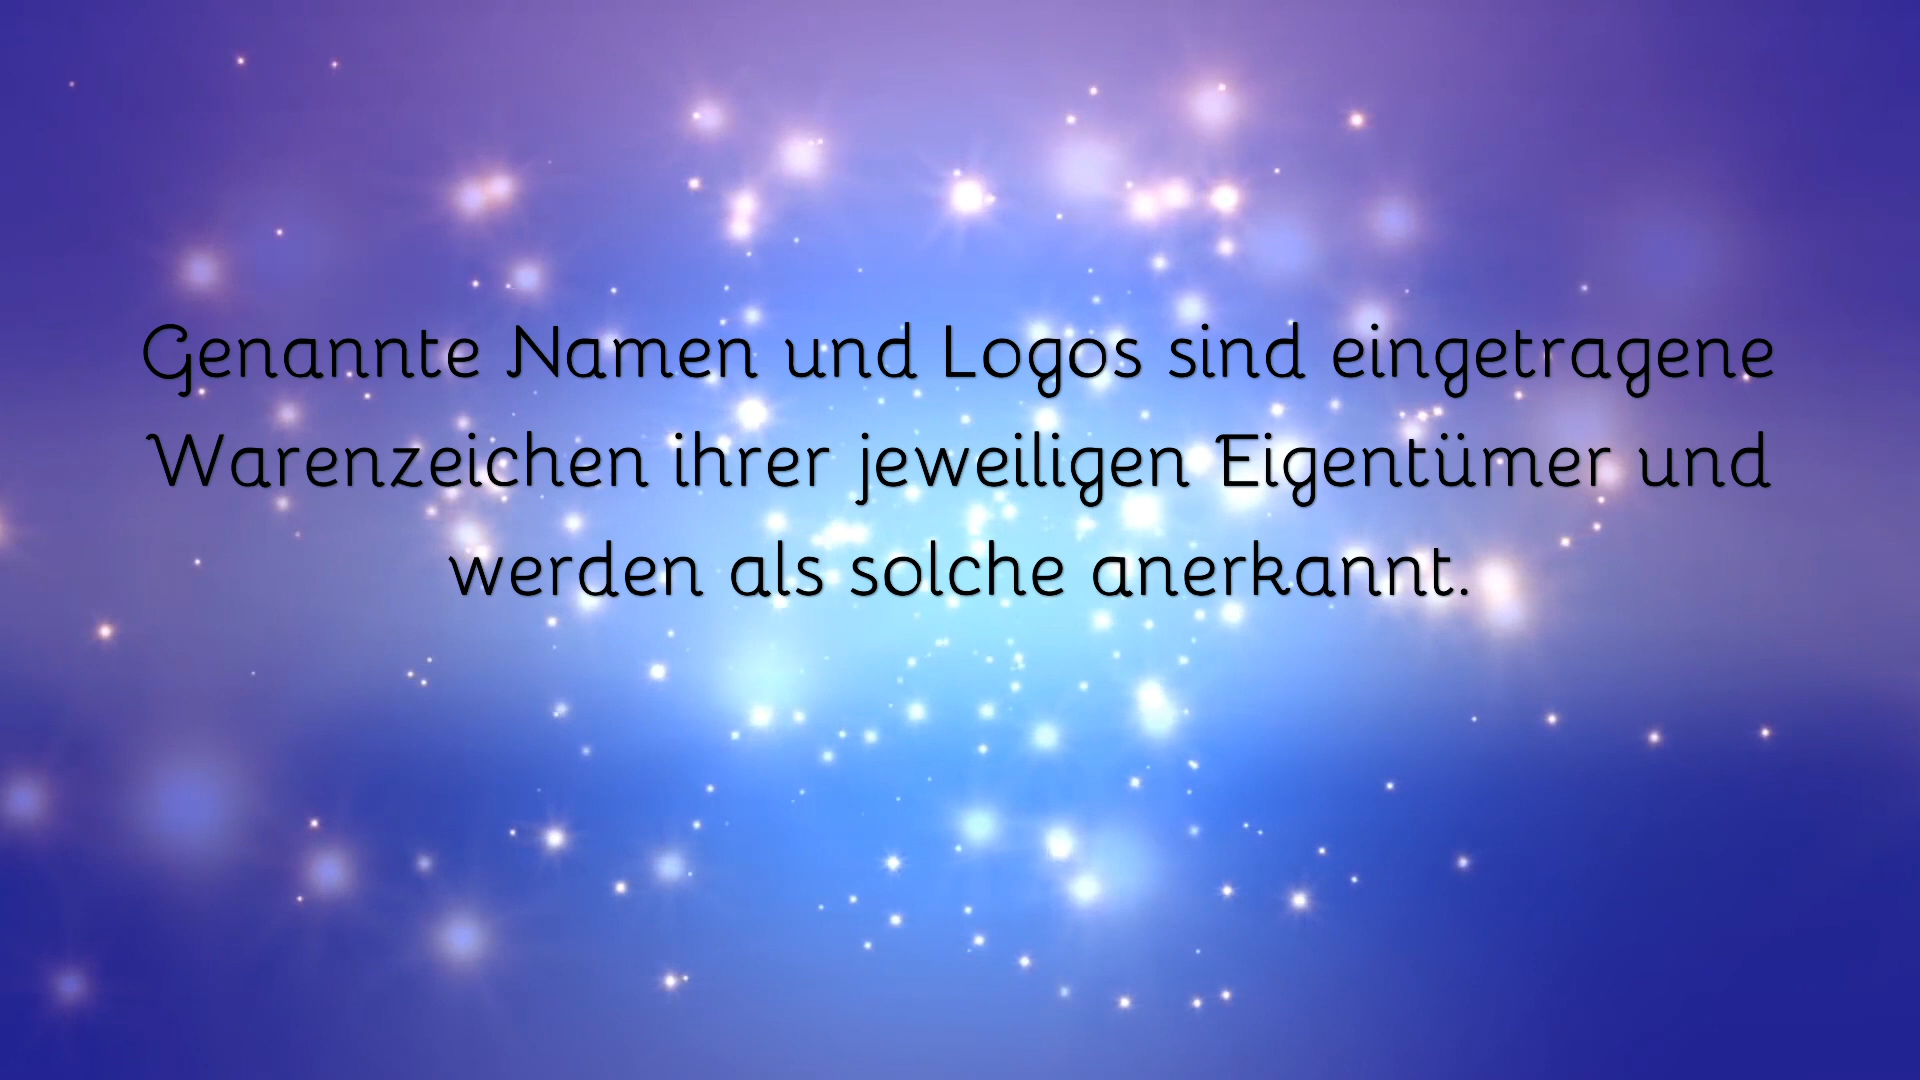 Genannte Namen und Logos sind eingetragene
Warenzeichen ihrer jeweiligen Eigentümer und
werden als solche anerkannt.